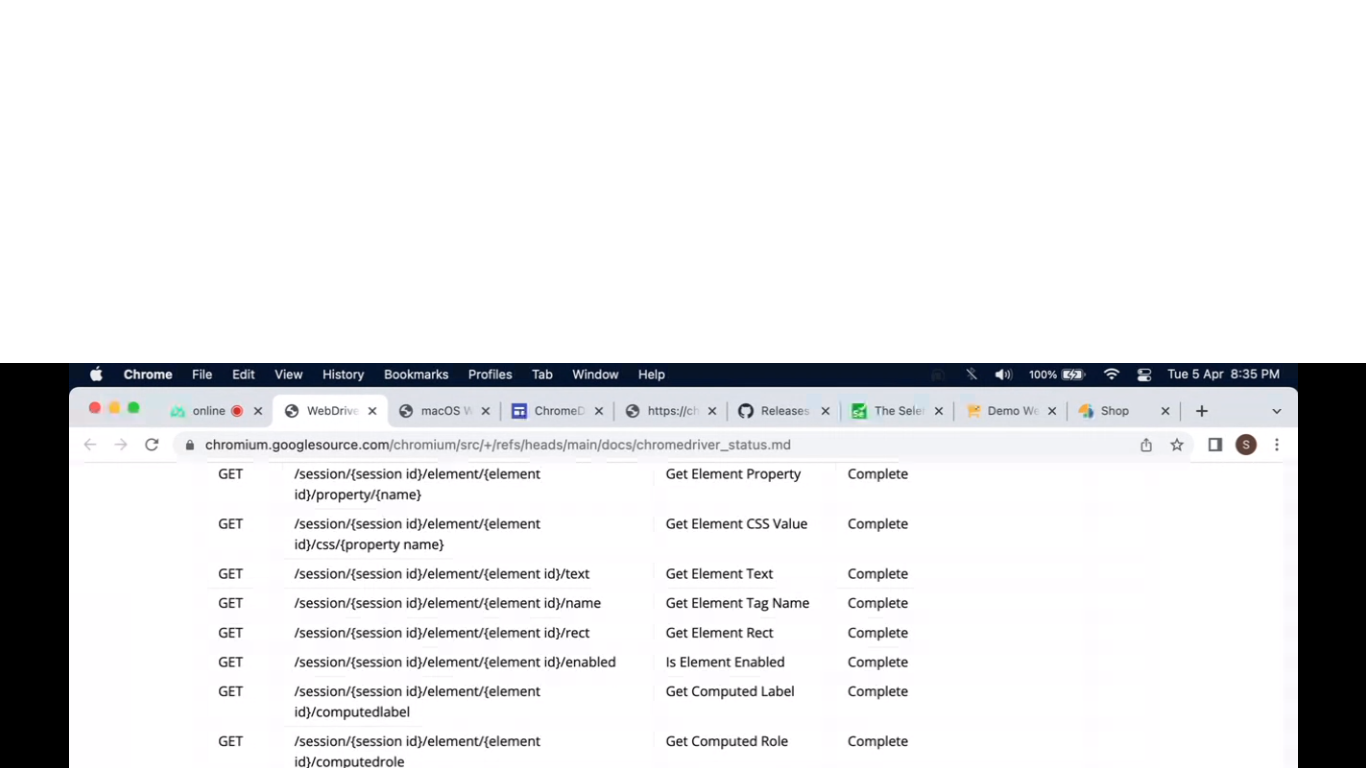 Chrome File Edit View History Bookmarks Profiles Tab Window Help 100% Tue 5 Apr 8:35 PM
online WebDrive macOS W ChromeD https://ch Releases The Sele Demo We Shop
chromium.googlesource.com/chromium/src/+/refs/heads/main/docs/chromedriver_status.md S
GET /session/{session id}/element/{element Get Element Property Complete
id}/property/{name}
GET /session/{session id}/element/{element Get Element CSS Value Complete
id}/css/{property name}
GET /session/{session id}/element/{element id}/text Get Element Text Complete
GET /session/{session id}/element/{element id}/name Get Element Tag Name Complete
GET /session/{session id}/element/{element id}/rect Get Element Rect Complete
GET /session/{session id}/element/{element id}/enabled Is Element Enabled Complete
GET /session/{session id}/element/{element Get Computed Label Complete
id}/computedlabel
GET /session/{session id}/element/{element Get Computed Role Complete
id}/computedrole